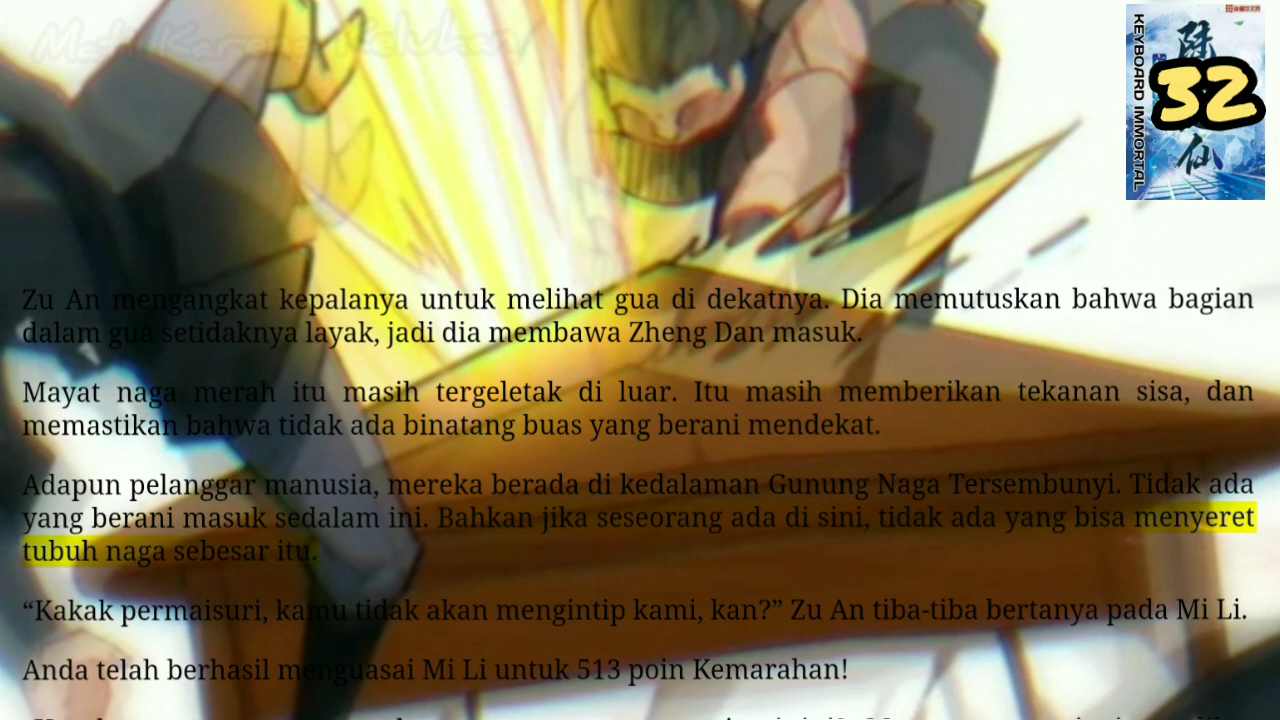 Mati Karena Keluhan
KEYBOARD IMMORTAL
32
仙
Zu An mengangkat kepalanya untuk melihat gua di dekatnya. Dia memutuskan bahwa bagian
dalam gua setidaknya layak, jadi dia membawa Zheng Dan masuk.
Mayat naga merah itu masih tergeletak di luar. Itu masih memberikan tekanan sisa, dan
memastikan bahwa tidak ada binatang buas yang berani mendekat.
Adapun pelanggar manusia, mereka berada di kedalaman Gunung Naga Tersembunyi. Tidak ada
yang berani masuk sedalam ini. Bahkan jika seseorang ada di sini, tidak ada yang bisa menyeret
tubuh naga sebesar itu.
“Kakak permaisuri, kamu tidak akan mengintip kami, kan?” Zu An tiba-tiba bertanya pada Mi Li.
Anda telah berhasil menguasai Mi Li untuk 513 poin Kemarahan!